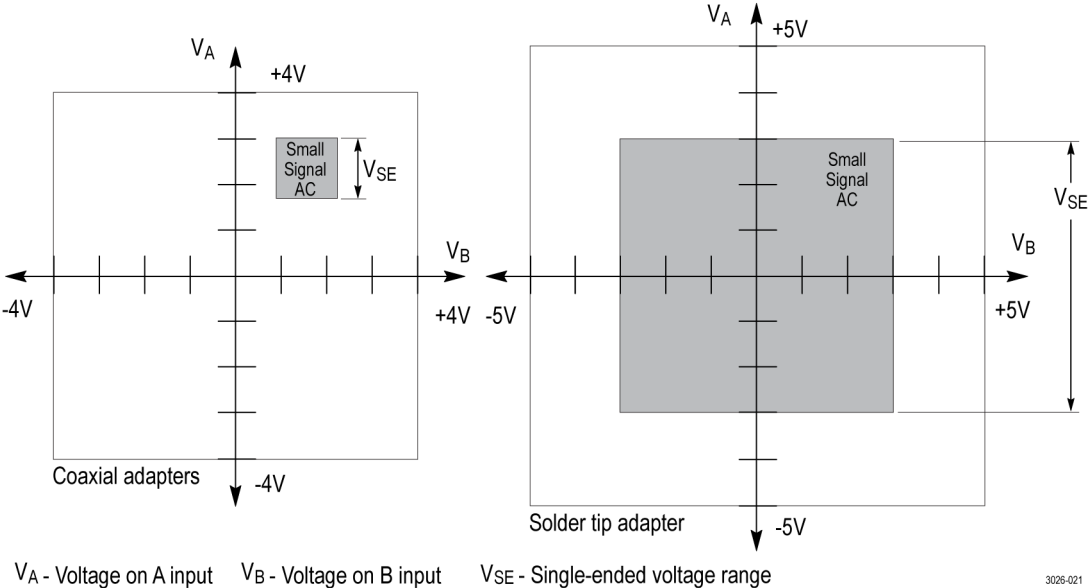 VA
+4V
Small
Signal
AC
VSE
VB
-4V
+4V
-4V
Coaxial adapters
VA
+5V
Small
Signal
AC
VSE
VB
-5V
+5V
-5V
Solder tip adapter
VA - Voltage on A input VB - Voltage on B input VSE - Single-ended voltage range
3026-021